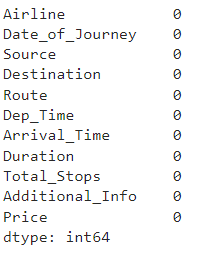 Airline 0
Date_of_Journey 0
Source 0
Destination 0
Route 0
Dep_Time 0
Arrival_Time 0
Duration 0
Total_Stops 0
Additional_Info 0
Price 0
dtype: int64